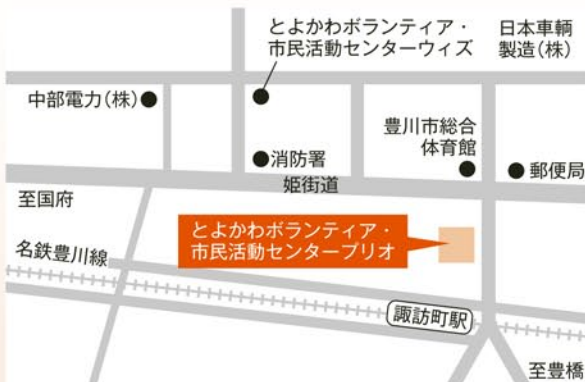 とよかわボランティア・
市民活動センターウィズ
日本車輌
製造(株)
中部電力(株)
豊川市総合
体育館
消防署
郵便局
姫街道
至国府
とよかわボランティア・
市民活動センタープリオ
名鉄豊川線
諏訪町駅
至豊橋